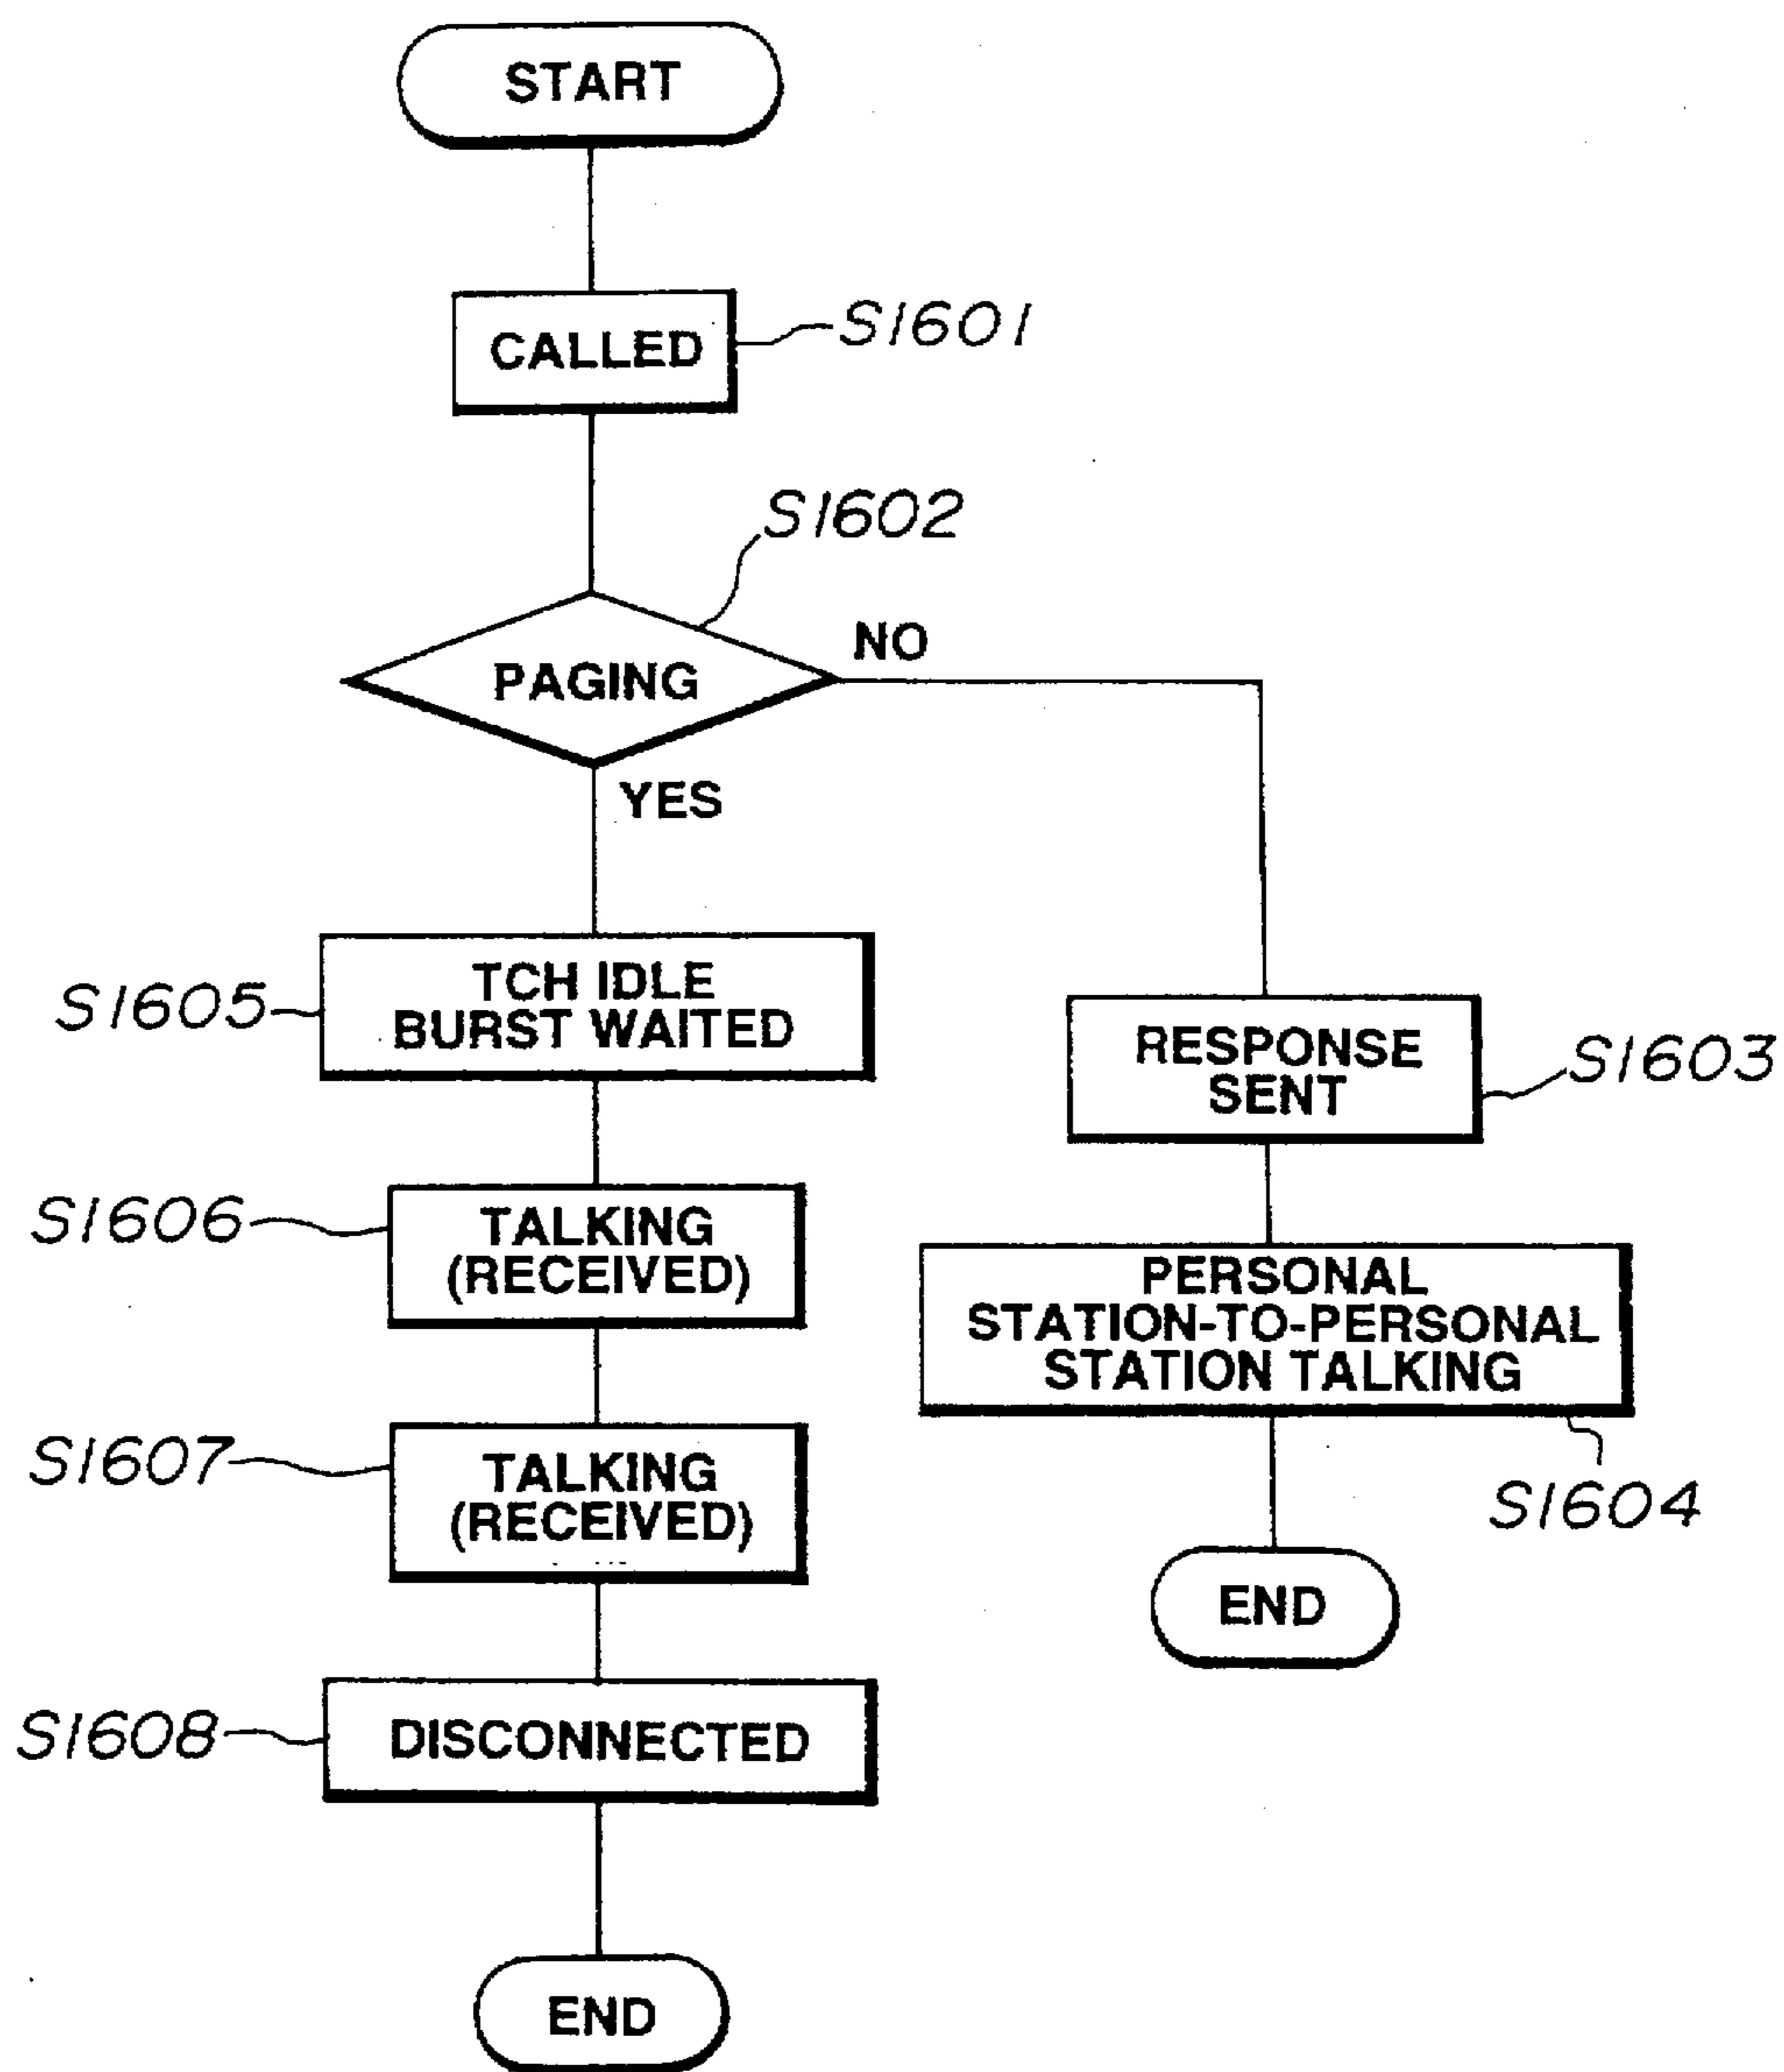 START
CALLED
S1601
S1602
PAGING
NO
YES
TCH IDLE
BURST WAITED
S1605
RESPONSE
SENT
S1603
TALKING
(RECEIVED)
S1606
PERSONAL
STATION-TO-PERSONAL
STATION TALKING
S1604
TALKING
(RECEIVED)
S1607
END
DISCONNECTED
S1608
END